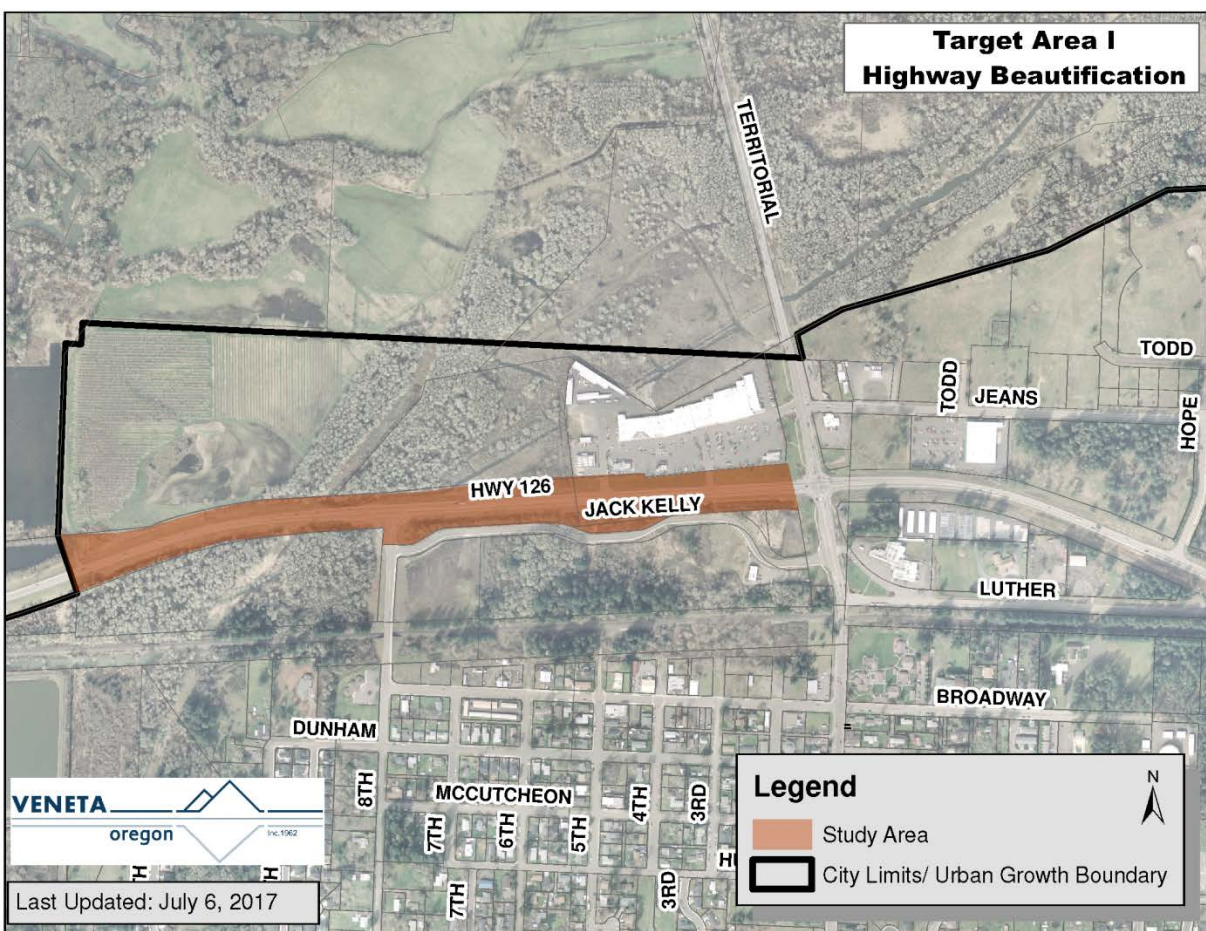 Target Area I
Highway Beautification
TERRITORIAL
TODD
TODD
JEANS
HOPE
HWY 126
JACK KELLY
LUTHER
BROADWAY
DUNHAM
8TH
MCCUTCHEON
7TH
6TH
5TH
4TH
3RD
7TH
3RD
VENETA
oregon
Inc. 1962
Last Updated: July 6, 2017
Legend
N
Study Area
City Limits/ Urban Growth Boundary